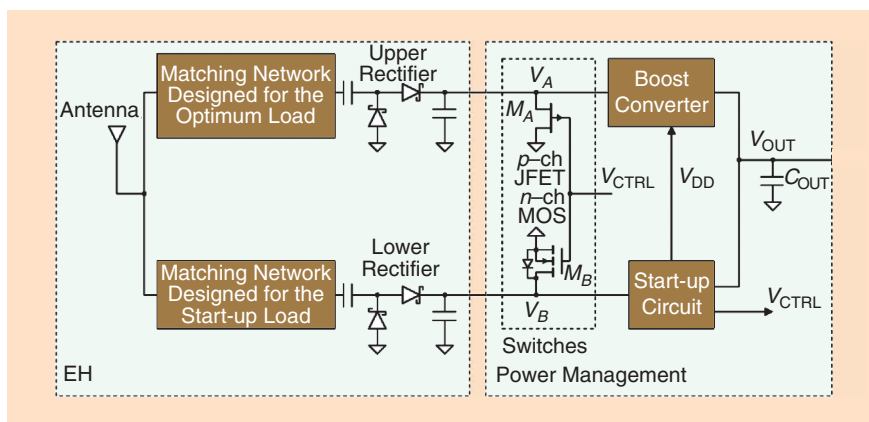 Upper
Rectifier
Matching Network
Designed for the
Optimum Load
Antenna
V_A
M_A
Boost
Converter
p–ch
JFET
n–ch
MOS
V_CTRL
V_DD
V_OUT
C_OUT
Lower
Rectifier
Matching Network
Designed for the
Start-up Load
M_B
V_B
Start-up
Circuit
V_CTRL
Switches
EH
Power Management